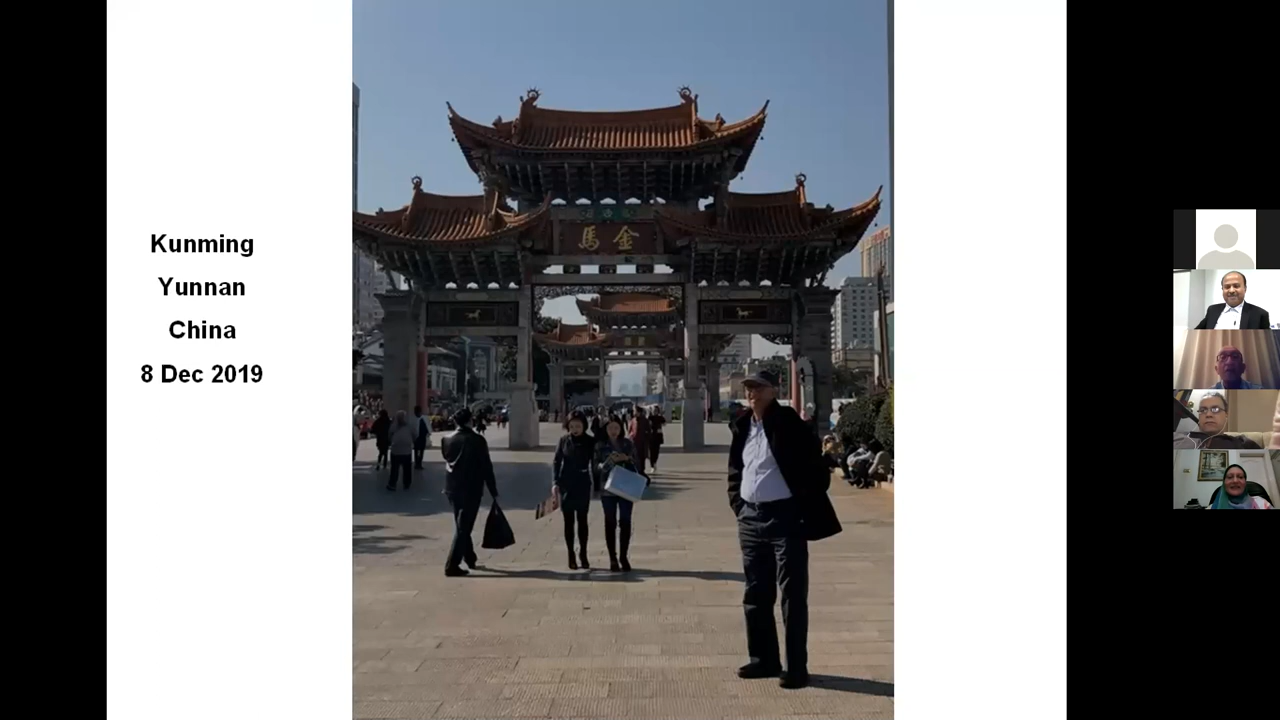 Kunming
Yunnan
China
8 Dec 2019
馬金